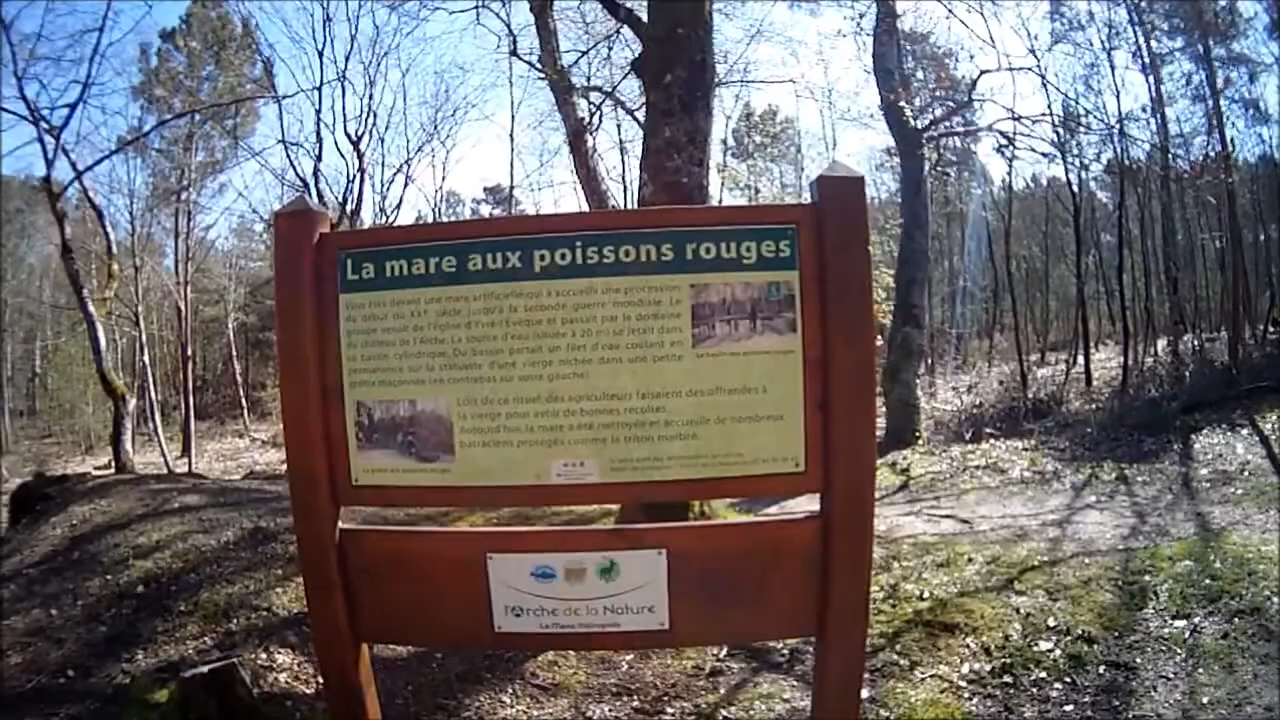 La mare aux poissons rouges
Vous êtes devant une mare artificielle qui a accueilli une procession
du début du XXe siècle jusqu'à la seconde guerre mondiale. Le
groupe venait de l'église d'Yvré-l'Evêque et passait par le domaine
du château de l'Arche. La source d'eau (située à 20 m) se jetait dans
ce bassin cylindrique. Du bassin partait un filet d'eau coulant en
permanence sur la statuette d'une vierge nichée dans une petite
grotte maçonnée (en contrebas sur votre gauche)
Lors de ce rituel, des agriculteurs faisaient des offrandes à
la vierge pour avoir de bonnes récoltes.
Aujourd'hui, la mare a été nettoyée et accueille de nombreux
batraciens protégés comme le triton marbré.
l'Arche de la Nature
Le Mans Métropole